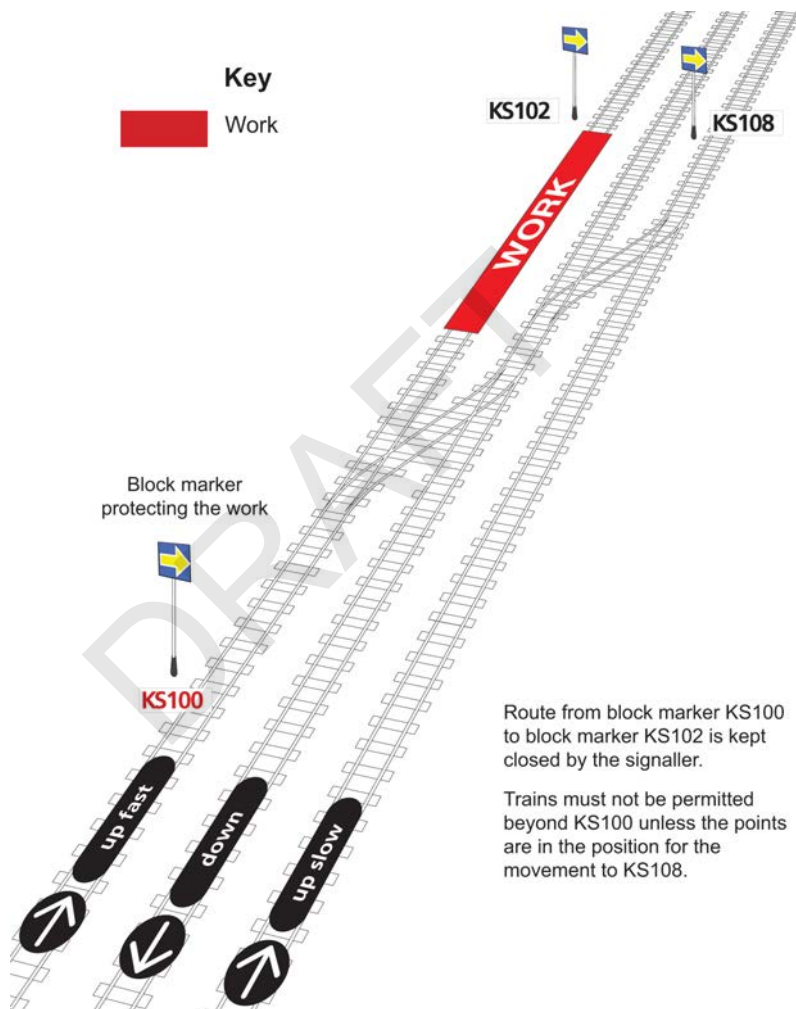 Key
Work
KS102
KS108
WORK
Block marker
protecting the work
KS100
Route from block marker KS100
to block marker KS102 is kept
closed by the signaller.
Trains must not be permitted
beyond KS100 unless the points
are in the position for the
movement to KS108.
up fast
down
up slow
DRAFT